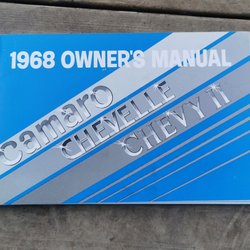 1968 OWNER'S MANUAL
Camaro
CHEVELLE
CHEVY II